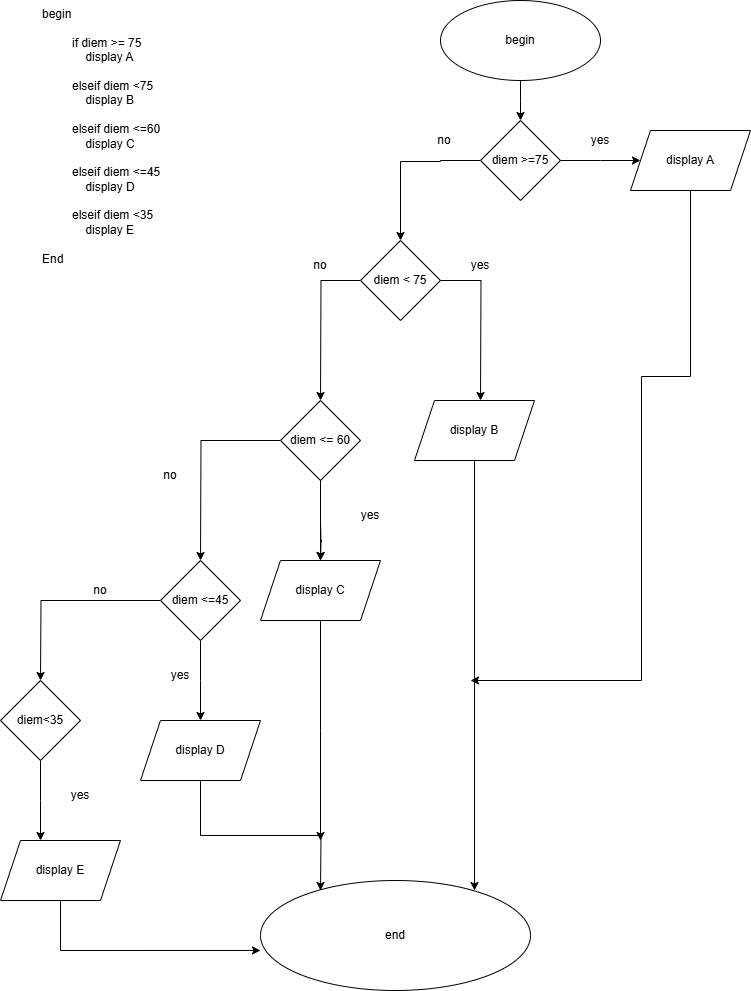 begin
if diem >= 75
display A
elseif diem <75
display B
elseif diem <=60
display C
elseif diem <=45
display D
elseif diem <35
display E
End
begin
no
yes
diem >=75
display A
no
yes
diem < 75
diem <= 60
display B
no
yes
no
diem <=45
display C
yes
diem<35
display D
yes
display E
end